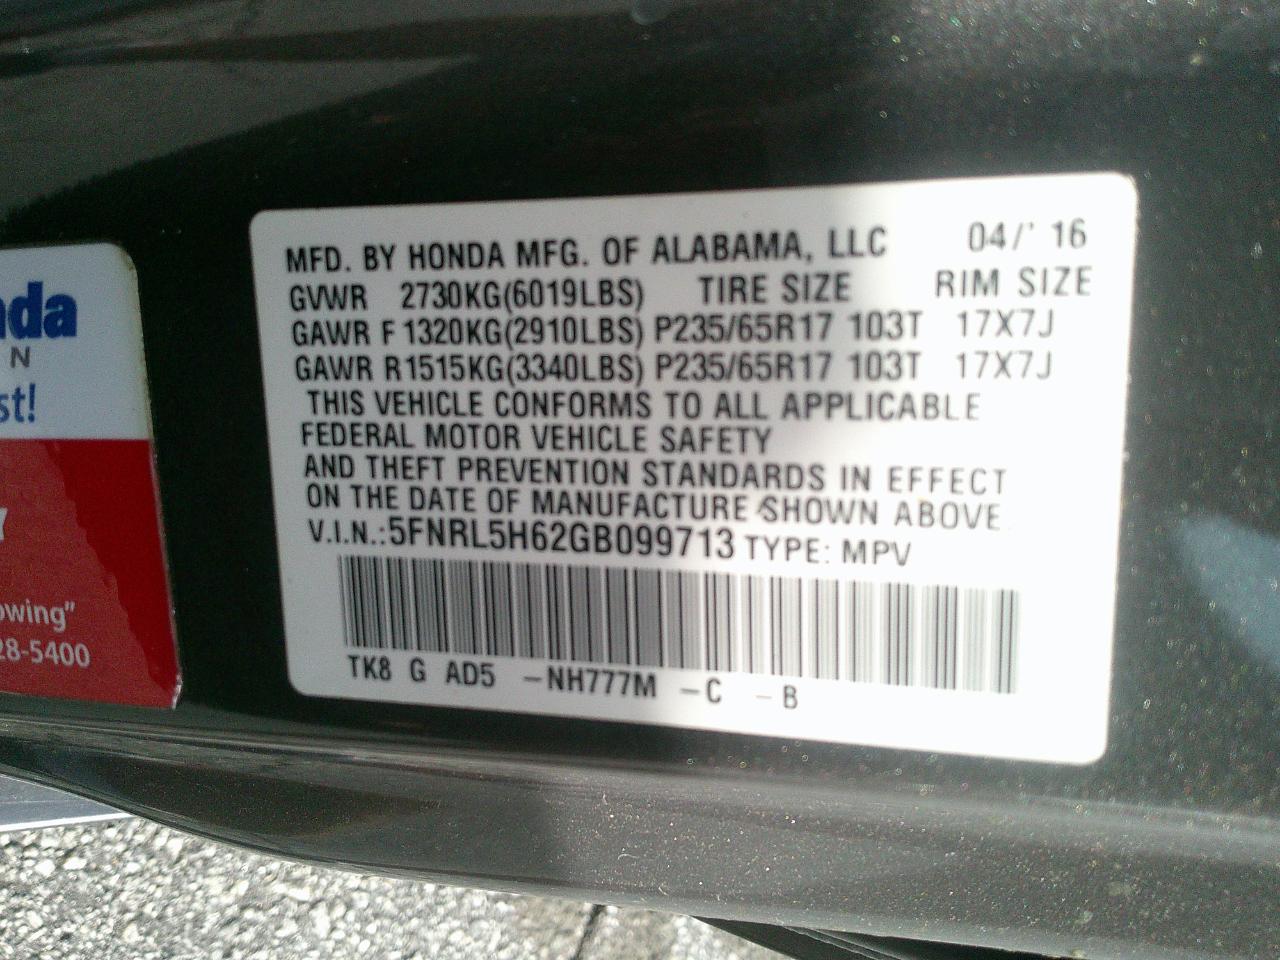 MFD. BY HONDA MFG. OF ALABAMA, LLC 04/' 16
GVWR 2730KG(6019LBS) TIRE SIZE RIM SIZE
GAWR F 1320KG(2910LBS) P235/65R17 103T 17X7J
GAWR R1515KG(3340LBS) P235/65R17 103T 17X7J
THIS VEHICLE CONFORMS TO ALL APPLICABLE
FEDERAL MOTOR VEHICLE SAFETY
AND THEFT PREVENTION STANDARDS IN EFFECT
ON THE DATE OF MANUFACTURE SHOWN ABOVE.
V.I.N.:5FNRL5H62GB099713 TYPE: MPV
TK8 G AD5 -NH777M -C - B
nda
N
st!
owing"
28-5400